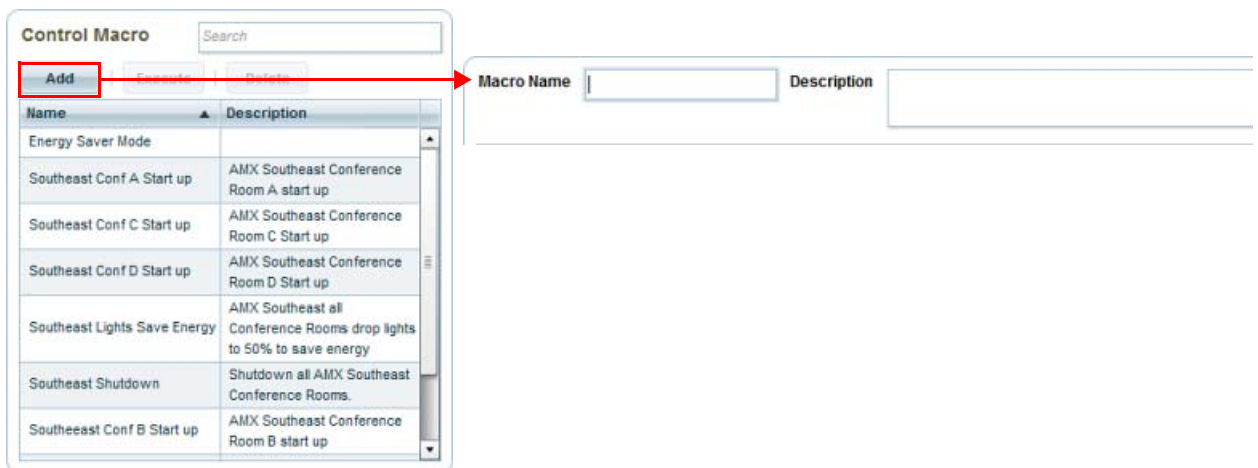 Control Macro
Search
Add
Execute
Delete
Macro Name
Description
Name
Description
Energy Saver Mode
Southeast Conf A Start up
AMX Southeast Conference
Room A start up
Southeast Conf C Start up
AMX Southeast Conference
Room C Start up
Southeast Conf D Start up
AMX Southeast Conference
Room D Start up
Southeast Lights Save Energy
AMX Southeast all
Conference Rooms drop lights
to 50% to save energy
Southeast Shutdown
Shutdown all AMX Southeast
Conference Rooms.
Southeeast Conf B Start up
AMX Southeast Conference
Room B start up